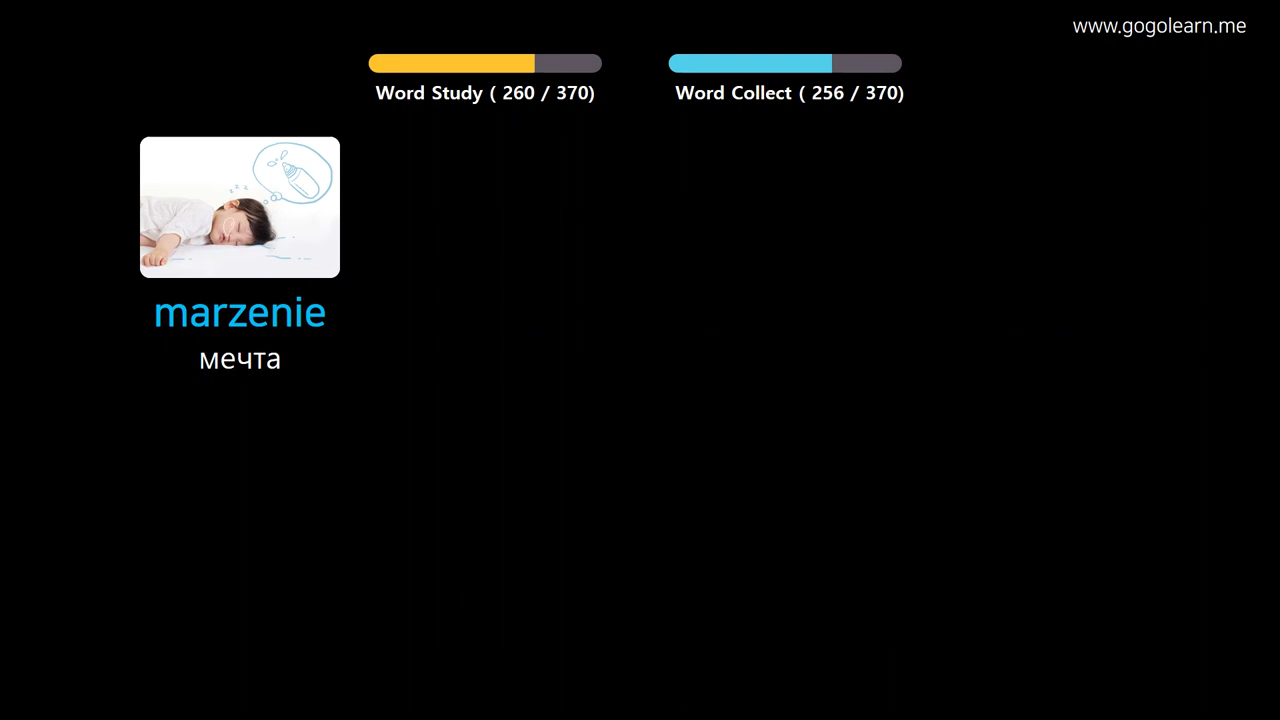 www.gogolearn.me
Word Study ( 260 / 370)
Word Collect ( 256 / 370)
z z z
marzenie
мечта